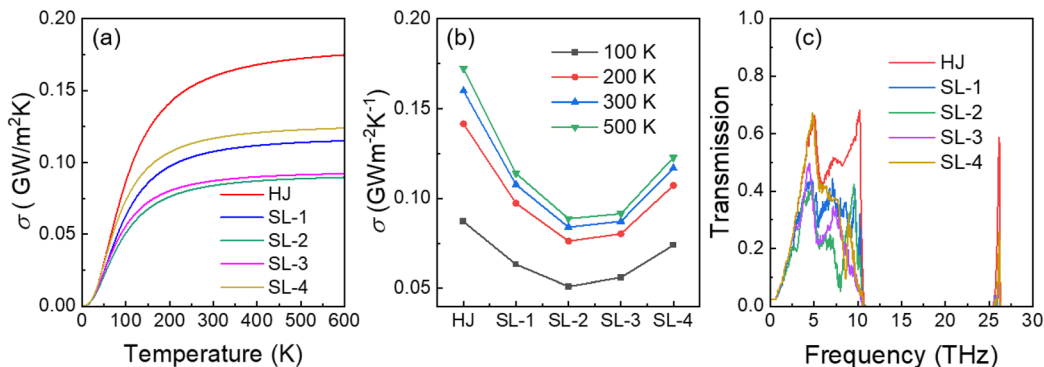 (a)
σ ( GW/m²K)
0.20
0.15
0.10
0.05
0.00
HJ
SL-1
SL-2
SL-3
SL-4
0 100 200 300 400 500 600
Temperature (K)
(b)
σ (GWm⁻²K⁻¹)
0.20
0.15
0.10
0.05
100 K
200 K
300 K
500 K
HJ SL-1 SL-2 SL-3 SL-4
(c)
Transmission
1.0
0.8
0.6
0.4
0.2
0.0
HJ
SL-1
SL-2
SL-3
SL-4
0 5 10 15 20 25 30
Frequency (THz)